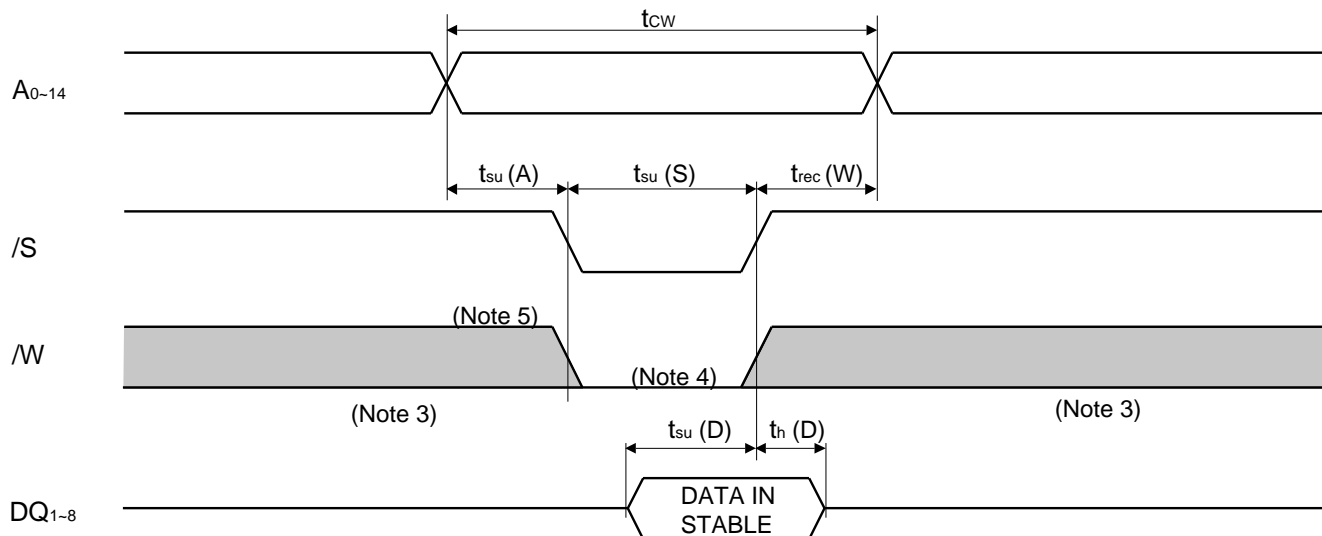 tCW
A0~14
tsu (A) tsu (S) trec (W)
/S
(Note 5)
/W
(Note 4)
(Note 3) (Note 3)
tsu (D) th (D)
DQ1~8
DATA IN
STABLE